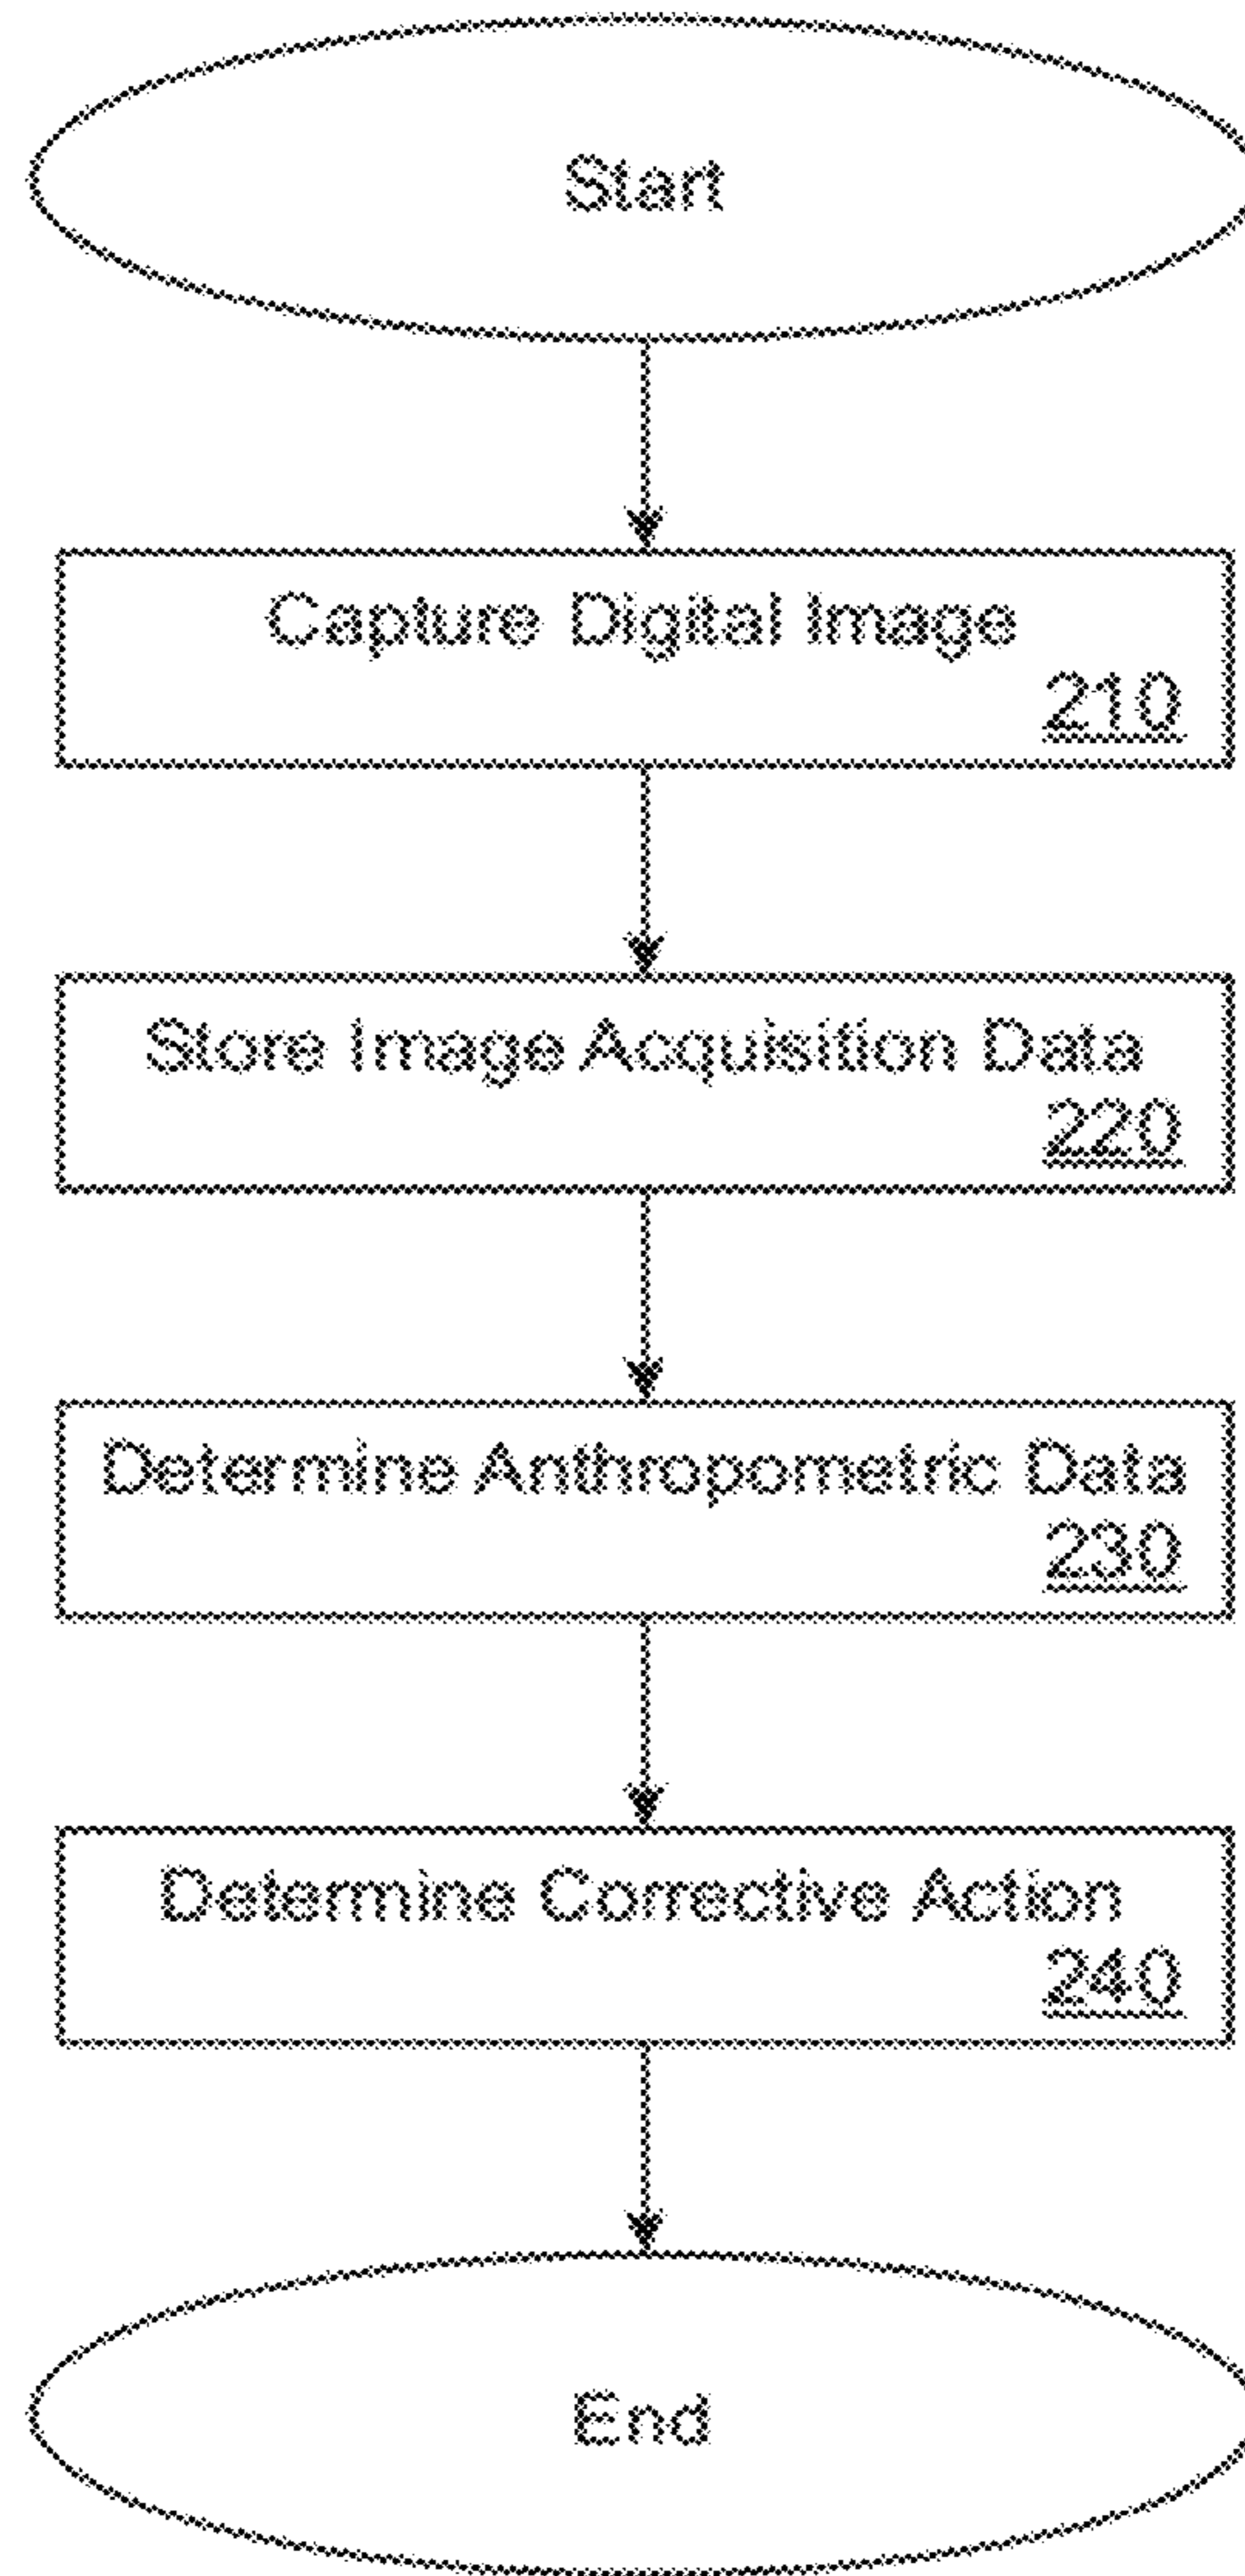 Start
Capture Digital Image
210
Store Image Acquisition Data
220
Determine Anthropometric Data
230
Determine Corrective Action
240
End